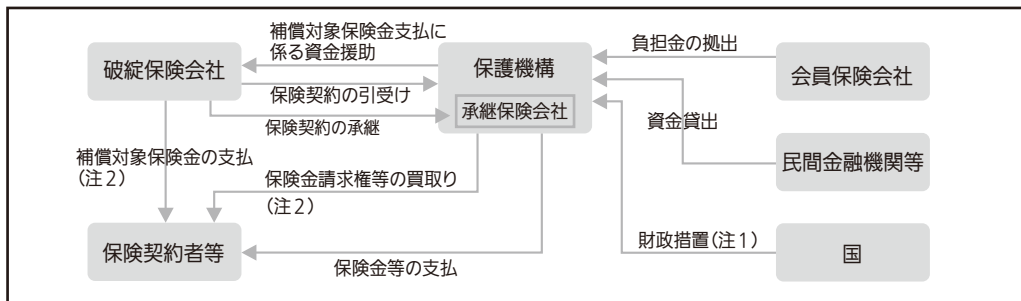 補償対象保険金支払に
係る資金援助
負担金の拠出
破綻保険会社
保護機構
会員保険会社
保険契約の引受け
承継保険会社
保険契約の承継
資金貸出
補償対象保険金の支払
(注2)
保険金請求権等の買取り
(注2)
民間金融機関等
保険契約者等
財政措置(注1)
国
保険金等の支払